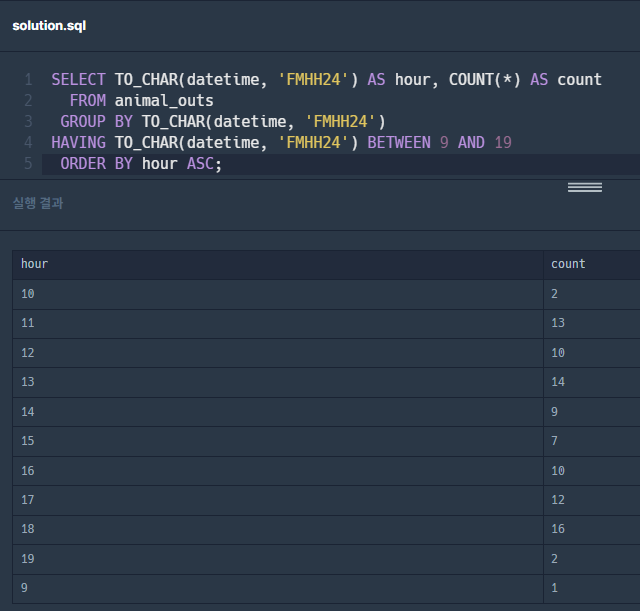 solution.sql
1 SELECT TO_CHAR(datetime, 'FMHH24') AS hour, COUNT(*) AS count
2 FROM animal_outs
3 GROUP BY TO_CHAR(datetime, 'FMHH24')
4 HAVING TO_CHAR(datetime, 'FMHH24') BETWEEN 9 AND 19
5 ORDER BY hour ASC;
실행 결과
hour count
10 2
11 13
12 10
13 14
14 9
15 7
16 10
17 12
18 16
19 2
9 1